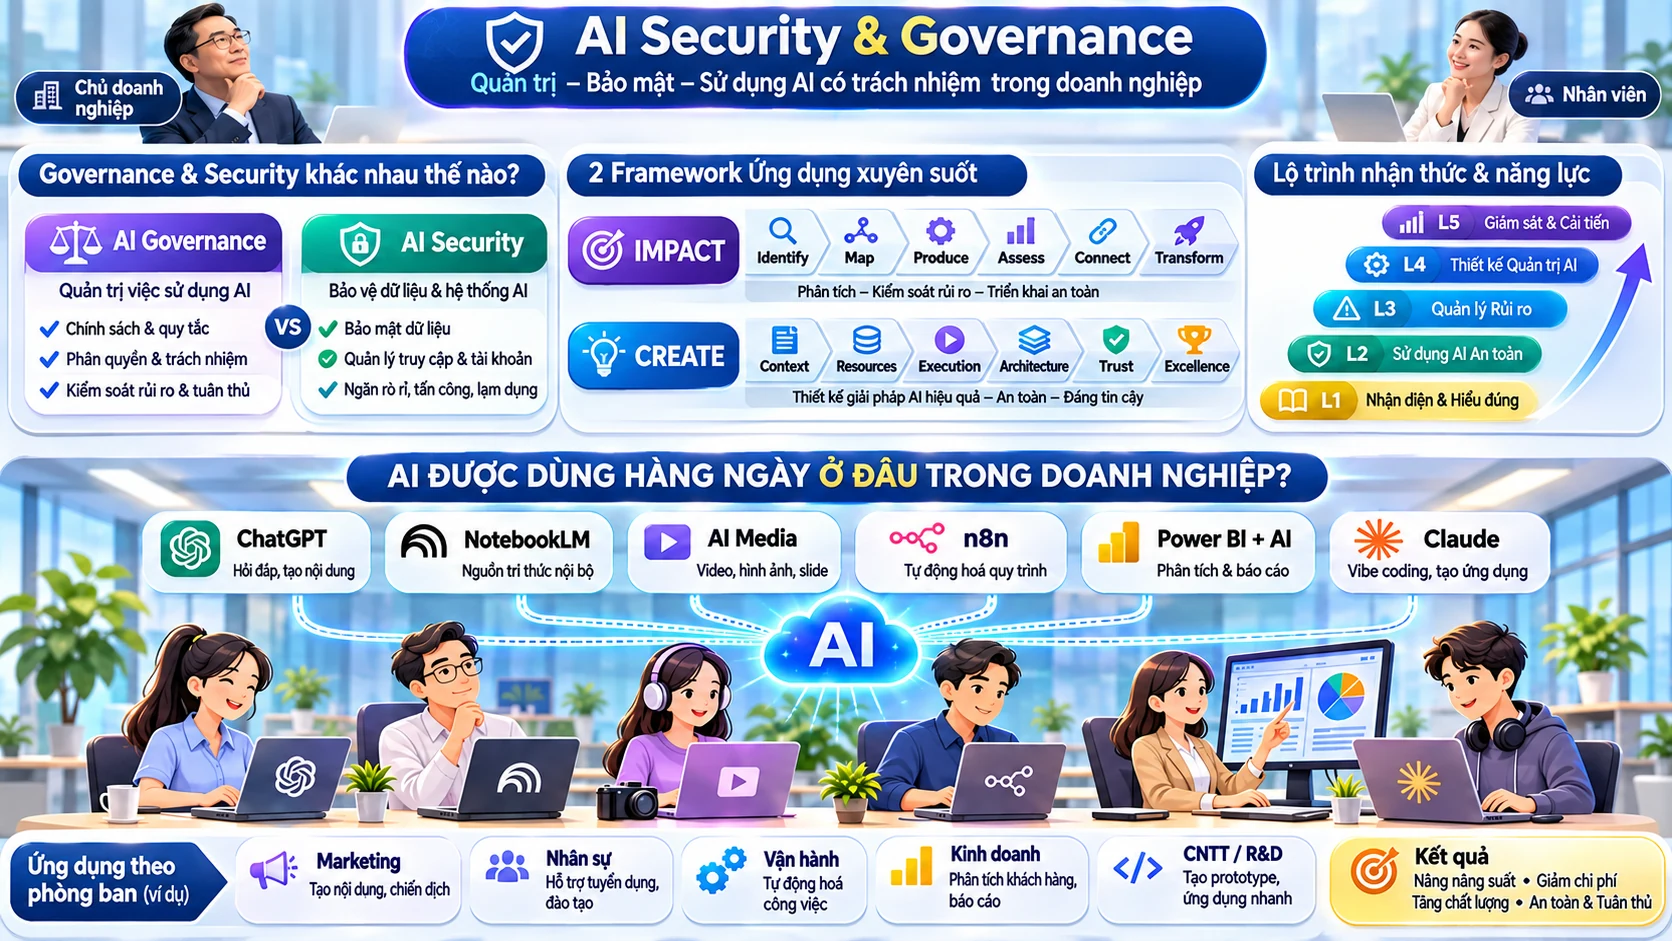 AI Security & Governance
Quản trị – Bảo mật – Sử dụng AI có trách nhiệm trong doanh nghiệp
Chủ doanh
nghiệp
Nhân viên
Governance & Security khác nhau thế nào?
AI Governance
Quản trị việc sử dụng AI
Chính sách & quy tắc
Phân quyền & trách nhiệm
Kiểm soát rủi ro & tuân thủ
VS
AI Security
Bảo vệ dữ liệu & hệ thống AI
Bảo mật dữ liệu
Quản lý truy cập & tài khoản
Ngăn rò rỉ, tấn công, lạm dụng
2 Framework Ứng dụng xuyên suốt
IMPACT
Identify
Map
Produce
Assess
Connect
Transform
Phân tích – Kiểm soát rủi ro – Triển khai an toàn
CREATE
Context
Resources
Execution
Architecture
Trust
Excellence
Thiết kế giải pháp AI hiệu quả – An toàn – Đáng tin cậy
Lộ trình nhận thức & năng lực
L5 Giám sát & Cải tiến
L4 Thiết kế Quản trị AI
L3 Quản lý Rủi ro
L2 Sử dụng AI An toàn
L1 Nhận diện & Hiểu đúng
AI ĐƯỢC DÙNG HÀNG NGÀY Ở ĐÂU TRONG DOANH NGHIỆP?
ChatGPT
Hỏi đáp, tạo nội dung
NotebookLM
Nguồn tri thức nội bộ
AI Media
Video, hình ảnh, slide
n8n
Tự động hoá quy trình
Power BI + AI
Phân tích & báo cáo
Claude
Vibe coding, tạo ứng dụng
AI
Ứng dụng theo
phòng ban (ví dụ)
Marketing
Tạo nội dung, chiến dịch
Nhân sự
Hỗ trợ tuyển dụng,
đào tạo
Vận hành
Tự động hoá
công việc
Kinh doanh
Phân tích khách hàng,
báo cáo
CNTT / R&D
Tạo prototype,
ứng dụng nhanh
Kết quả
Nâng năng suất • Giảm chi phí
Tăng chất lượng • An toàn & Tuân thủ